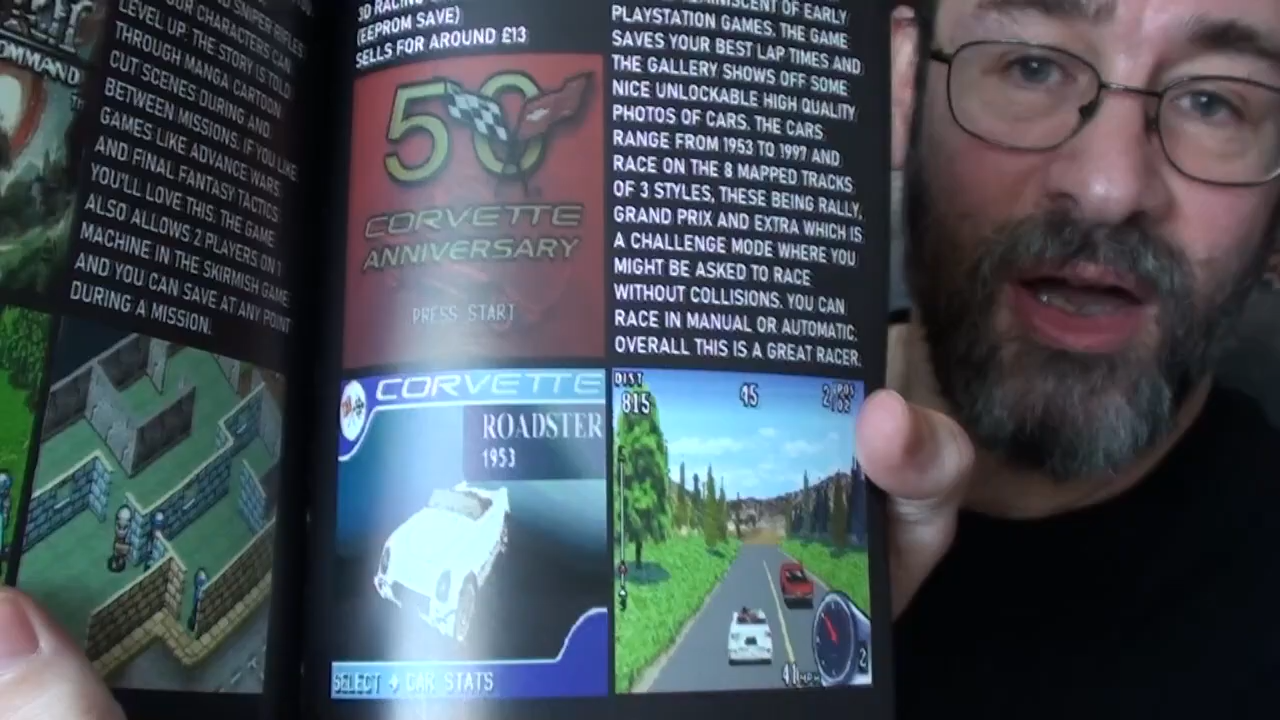 SNIPER RIFLES
OUR CHARACTERS CAN
LEVEL UP. THE STORY IS TOLD
THROUGH MANGA CARTOON
CUT SCENES DURING AND
BETWEEN MISSIONS. IF YOU LIKE
GAMES LIKE ADVANCE WARS
AND FINAL FANTASY TACTICS
YOU'LL LOVE THIS. THE GAME
ALSO ALLOWS 2 PLAYERS ON 1
MACHINE IN THE SKIRMISH GAME
AND YOU CAN SAVE AT ANY POINT
DURING A MISSION.
3D RACING
(EEPROM SAVE)
SELLS FOR AROUND £13
50
CORVETTE
ANNIVERSARY
PRESS START
CORVETTE
ROADSTER
1953
SELECT → CAR STATS
OF EARLY
PLAYSTATION GAMES. THE GAME
SAVES YOUR BEST LAP TIMES AND
THE GALLERY SHOWS OFF SOME
NICE UNLOCKABLE HIGH QUALITY
PHOTOS OF CARS. THE CARS
RANGE FROM 1953 TO 1997 AND
RACE ON THE 8 MAPPED TRACKS
OF 3 STYLES, THESE BEING RALLY,
GRAND PRIX AND EXTRA WHICH IS
A CHALLENGE MODE WHERE YOU
MIGHT BE ASKED TO RACE
WITHOUT COLLISIONS. YOU CAN
RACE IN MANUAL OR AUTOMATIC.
OVERALL THIS IS A GREAT RACER.
DIST POS
815 45
41 MPH 2